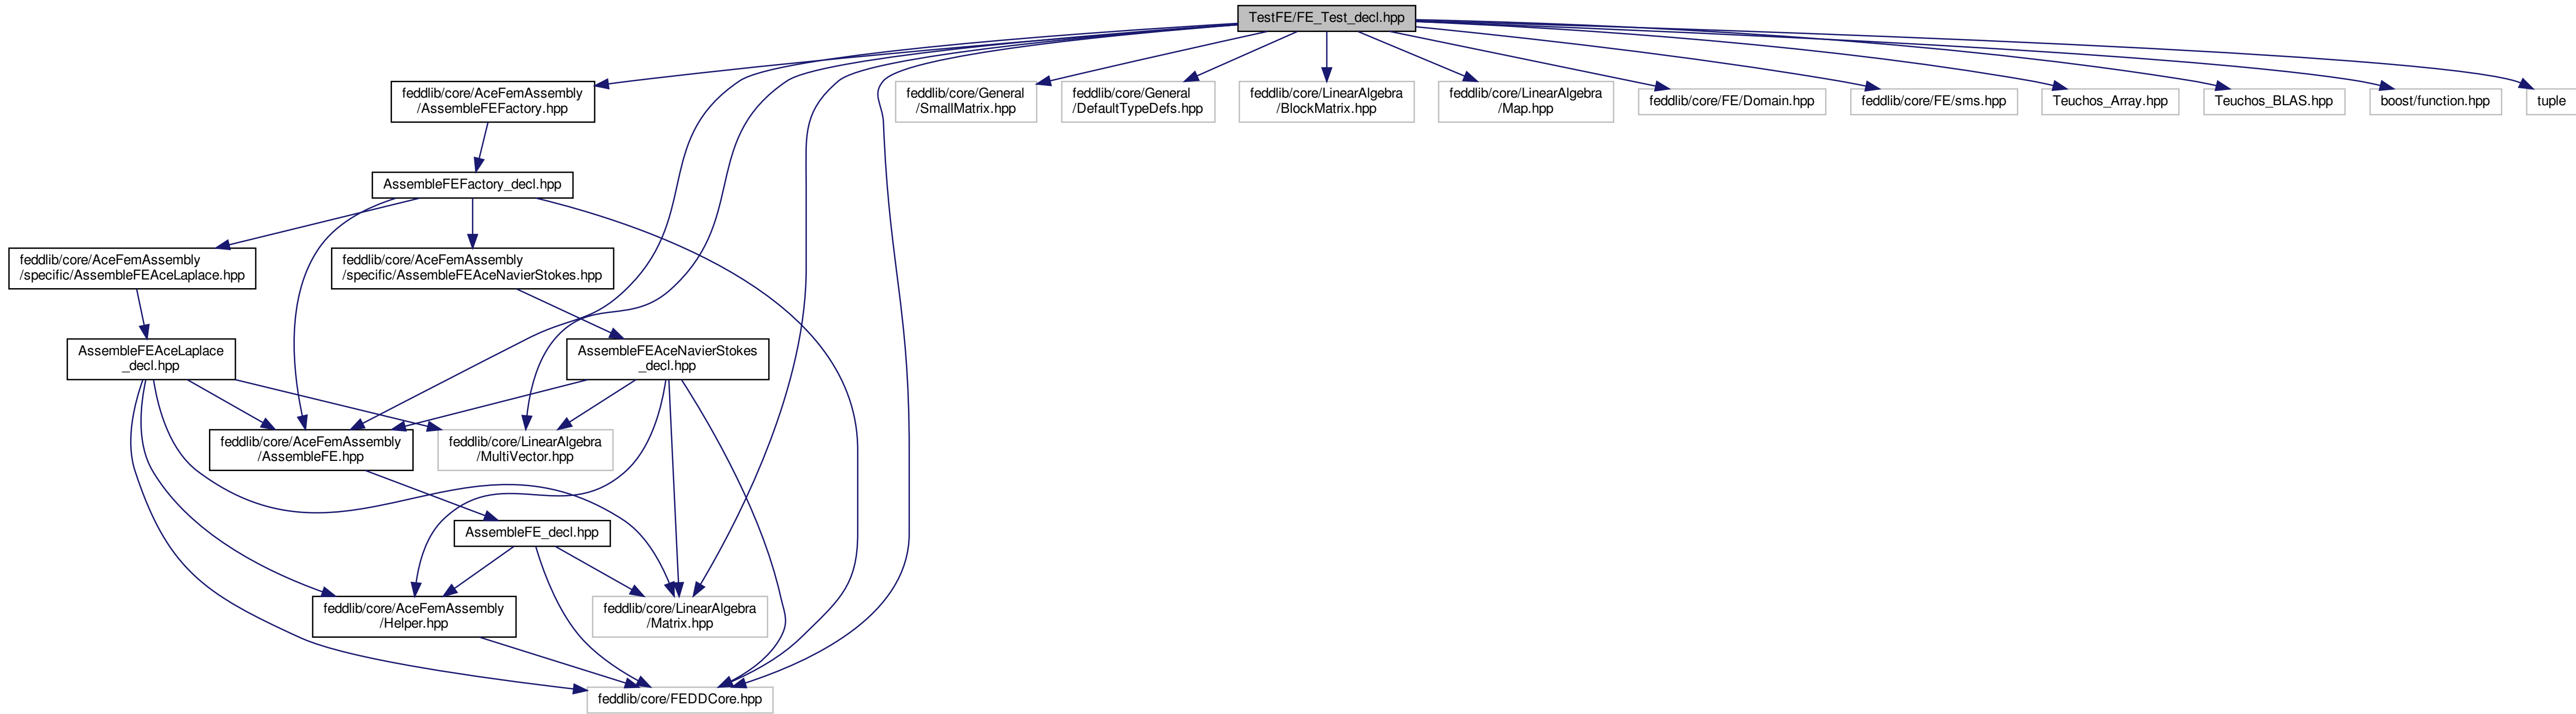 TestFE/FE_Test_decl.hpp
feddlib/core/AceFemAssembly
/AssembleFEFactory.hpp
feddlib/core/General
/SmallMatrix.hpp
feddlib/core/General
/DefaultTypeDefs.hpp
feddlib/core/LinearAlgebra
/BlockMatrix.hpp
feddlib/core/LinearAlgebra
/Map.hpp
feddlib/core/FE/Domain.hpp
feddlib/core/FE/sms.hpp
Teuchos_Array.hpp
Teuchos_BLAS.hpp
boost/function.hpp
tuple
AssembleFEFactory_decl.hpp
feddlib/core/AceFemAssembly
/specific/AssembleFEAceLaplace.hpp
feddlib/core/AceFemAssembly
/specific/AssembleFEAceNavierStokes.hpp
AssembleFEAceLaplace
_decl.hpp
AssembleFEAceNavierStokes
_decl.hpp
feddlib/core/AceFemAssembly
/AssembleFE.hpp
feddlib/core/LinearAlgebra
/MultiVector.hpp
AssembleFE_decl.hpp
feddlib/core/AceFemAssembly
/Helper.hpp
feddlib/core/LinearAlgebra
/Matrix.hpp
feddlib/core/FEDDCore.hpp